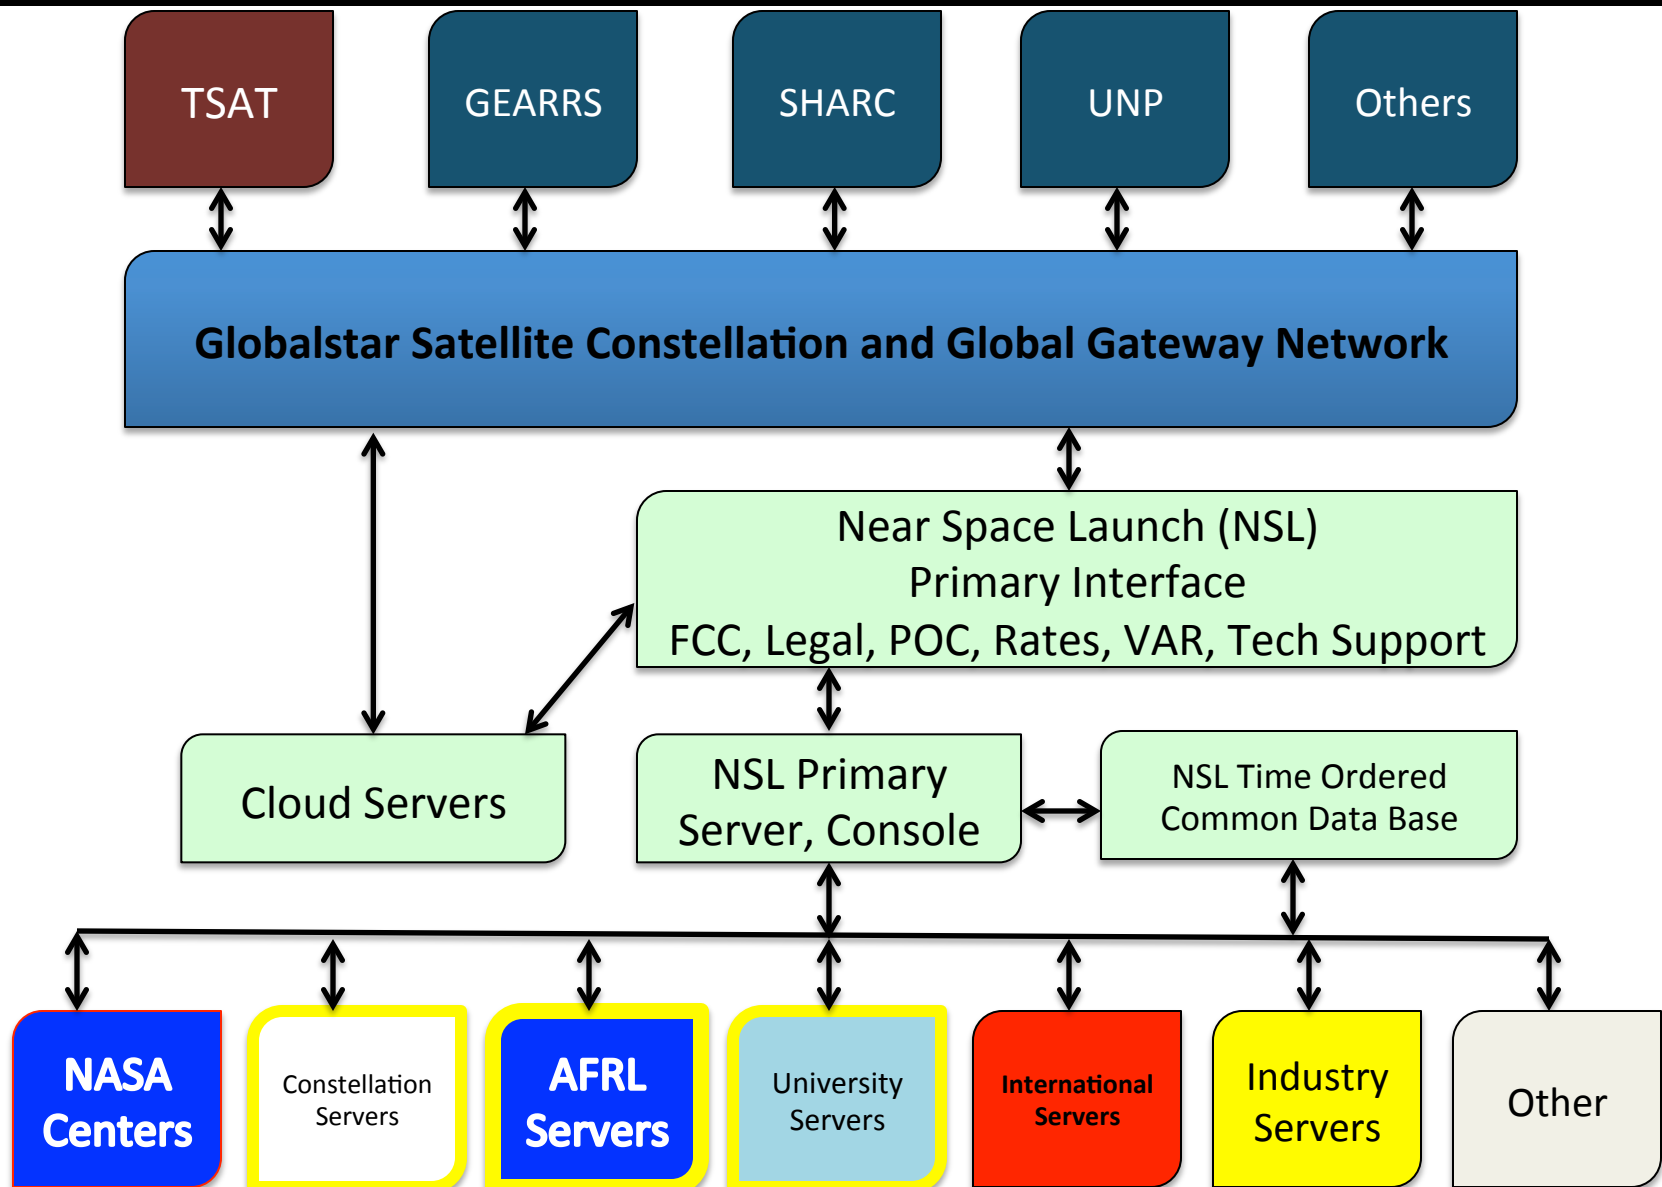 TSAT
GEARRS
SHARC
UNP
Others
Globalstar Satellite Constellation and Global Gateway Network
Near Space Launch (NSL)
Primary Interface
FCC, Legal, POC, Rates, VAR, Tech Support
Cloud Servers
NSL Primary
Server, Console
NSL Time Ordered
Common Data Base
NASA
Centers
Constellation
Servers
AFRL
Servers
University
Servers
International
Servers
Industry
Servers
Other